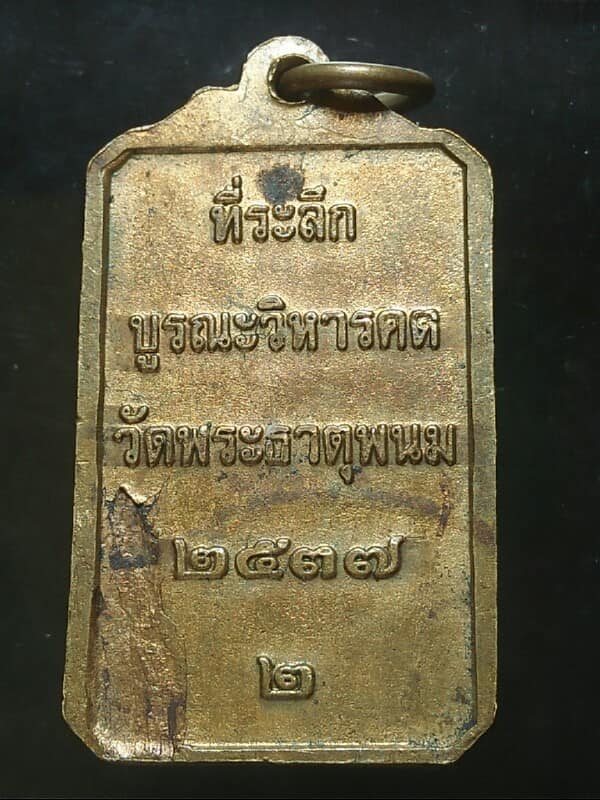 ที่ระลึก
บูรณะวิหารคด
วัดพระธาตุพนม
๒๕๓๗
๒